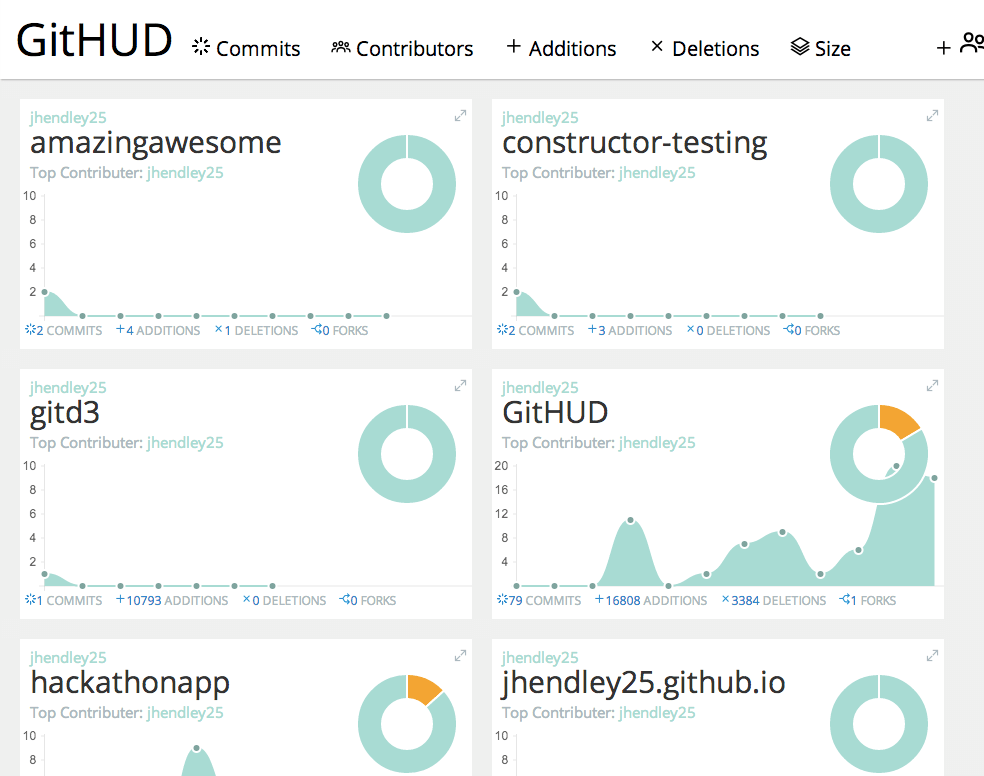 GitHUD Commits Contributors + Additions × Deletions Size +
jhendley25
amazingawesome
Top Contributer: jhendley25
10
8
6
4
2
2 COMMITS +4 ADDITIONS ×1 DELETIONS 0 FORKS
jhendley25
constructor-testing
Top Contributer: jhendley25
10
8
6
4
2
2 COMMITS +3 ADDITIONS ×0 DELETIONS 0 FORKS
jhendley25
gitd3
Top Contributer: jhendley25
10
8
6
4
2
1 COMMITS +10793 ADDITIONS ×0 DELETIONS 0 FORKS
jhendley25
GitHUD
Top Contributer: jhendley25
20
16
12
8
4
79 COMMITS +16808 ADDITIONS ×3384 DELETIONS 1 FORKS
jhendley25
hackathonapp
Top Contributer: jhendley25
10
8
jhendley25
jhendley25.github.io
Top Contributer: jhendley25
10
8